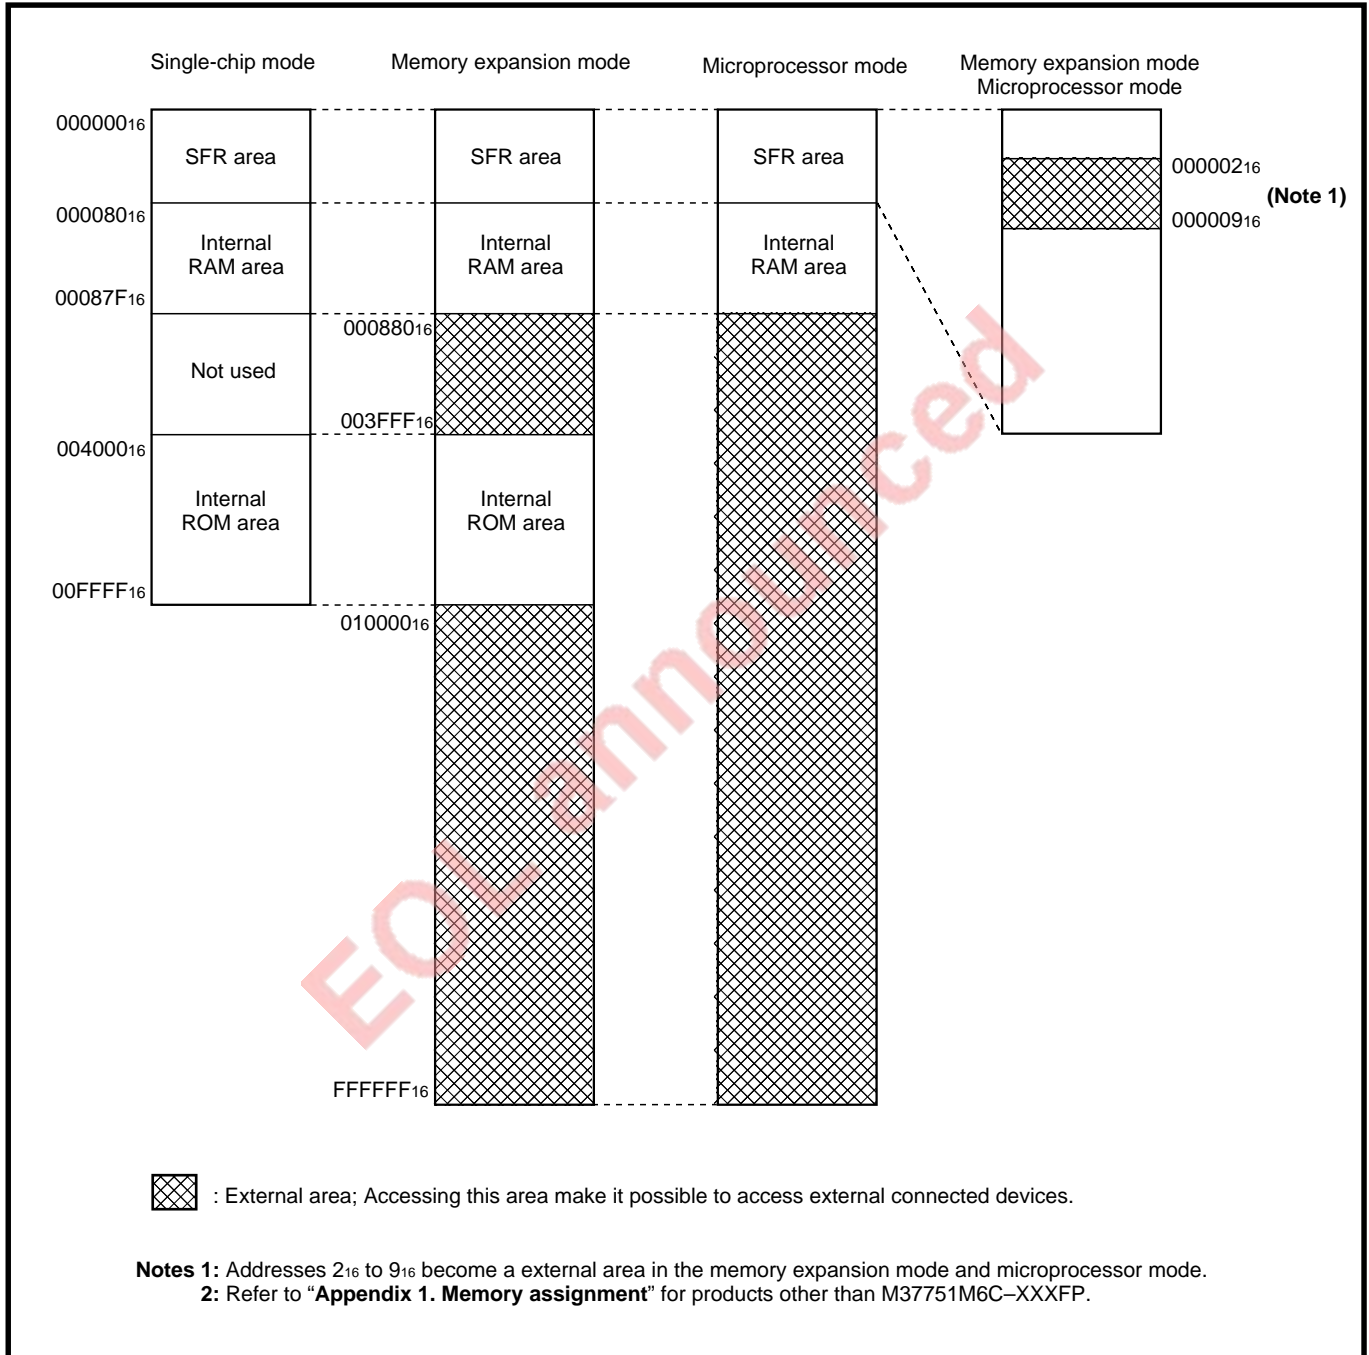 Single-chip mode
Memory expansion mode
Microprocessor mode
Memory expansion mode
Microprocessor mode
000000₁₆
SFR area
SFR area
SFR area
000002₁₆
(Note 1)
000009₁₆
000080₁₆
Internal
RAM area
Internal
RAM area
Internal
RAM area
00087F₁₆
000880₁₆
Not used
003FFF₁₆
004000₁₆
Internal
ROM area
Internal
ROM area
00FFFF₁₆
010000₁₆
FFFFFF₁₆
EOL announced
: External area; Accessing this area make it possible to access external connected devices.
Notes 1: Addresses 2₁₆ to 9₁₆ become a external area in the memory expansion mode and microprocessor mode.
2: Refer to “Appendix 1. Memory assignment” for products other than M37751M6C–XXXFP.